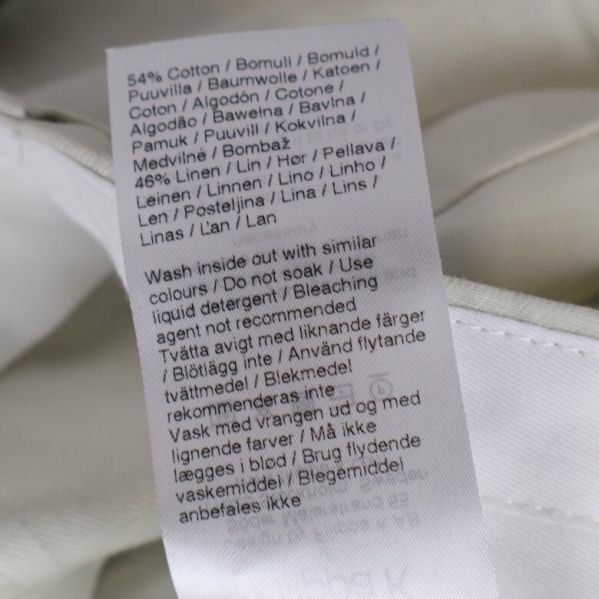 54% Cotton / Bomull / Bomuld /
Puuvilla / Baumwolle / Katoen /
Coton / Algodón / Cotone /
Algodão / Bawełna / Bavlna /
Pamuk / Puuvill / Kokvilna /
Medvilnė / Bombaž
46% Linen / Lin / Hør / Pellava /
Leinen / Linnen / Lino / Linho /
Len / Posteljina / Lina / Lins /
Linas / Ľan / Lan
Wash inside out with similar
colours / Do not soak / Use
liquid detergent / Bleaching
agent not recommended
Tvätta avigt med liknande färger
/ Blötlägg inte / Använd flytande
tvättmedel / Blekmedel
rekommenderas inte
Vask med vrangen ud og med
lignende farver / Må ikke
lægges i blød / Brug flydende
vaskemiddel / Blegemiddel
anbefales ikke